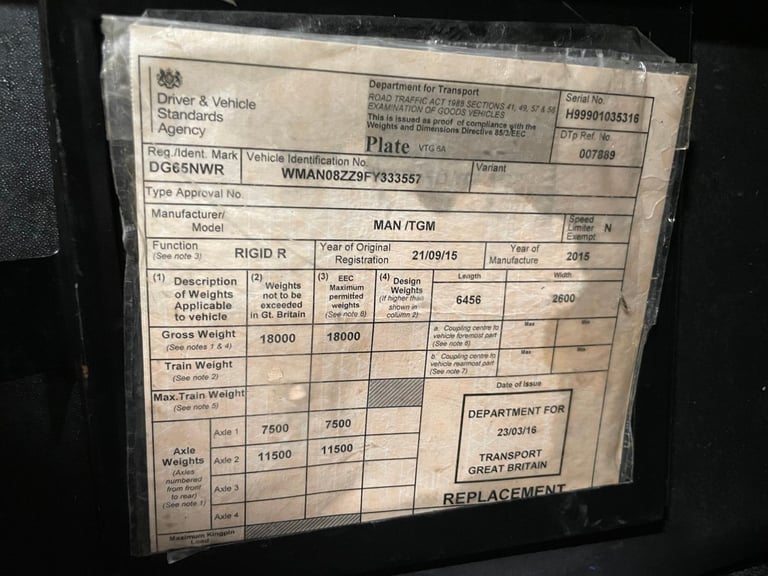 Driver & Vehicle
Standards
Agency
Department for Transport
ROAD TRAFFIC ACT 1988 SECTIONS 41, 49, 57 & 58
EXAMINATION OF GOODS VEHICLES
This is issued as proof of compliance with the
Weights and Dimensions Directive 85/3/EEC
Plate VTG 6A
Serial No.
H99901035316
DTp Ref. No.
007889
Reg./Ident. Mark
DG65NWR
Vehicle Identification No.
WMAN08ZZ9FY333557
Variant
Type Approval No.
Manufacturer/
Model
MAN /TGM
Speed
Limiter
Exempt
N
Function
(See note 3)
RIGID R
Year of Original
Registration
21/09/15
Year of
Manufacture
2015
(1) Description
of Weights
Applicable
to vehicle
(2) Weights
not to be
exceeded
in Gt. Britain
(3) EEC
Maximum
permitted
weights
(See note 6)
(4) Design
Weights
(If higher than
shown in
column 2)
Length
6456
Width
2600
Gross Weight
(See notes 1 & 4)
18000
18000
a. Coupling centre to
vehicle foremost part
(See note 6)
Max
Min
Train Weight
(See note 2)
b. Coupling centre to
vehicle rearmost part
(See note 7)
Max
Min
Max.Train Weight
(See note 5)
Date of Issue
DEPARTMENT FOR
23/03/16
TRANSPORT
GREAT BRITAIN
REPLACEMENT
Axle
Weights
(Axles
numbered
from front
to rear)
(See note 1)
Axle 1
7500
7500
Axle 2
11500
11500
Axle 3
Axle 4
Maximum Kingpin
Load